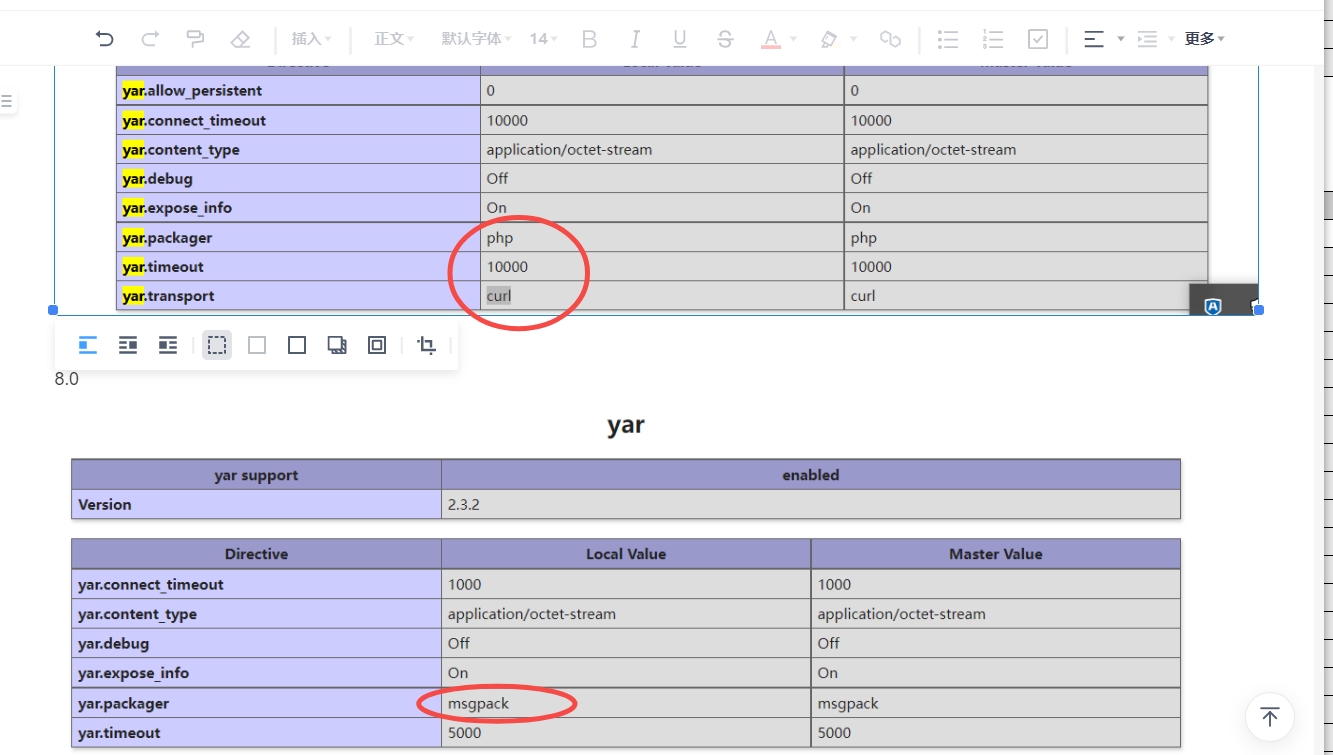 插入 正文 默认字体 14 B I U S A 更多
Directive Local Value Master Value
yar.allow_persistent 0 0
yar.connect_timeout 10000 10000
yar.content_type application/octet-stream application/octet-stream
yar.debug Off Off
yar.expose_info On On
yar.packager php php
yar.timeout 10000 10000
yar.transport curl curl
8.0
yar
yar support enabled
Version 2.3.2
Directive Local Value Master Value
yar.connect_timeout 1000 1000
yar.content_type application/octet-stream application/octet-stream
yar.debug Off Off
yar.expose_info On On
yar.packager msgpack msgpack
yar.timeout 5000 5000